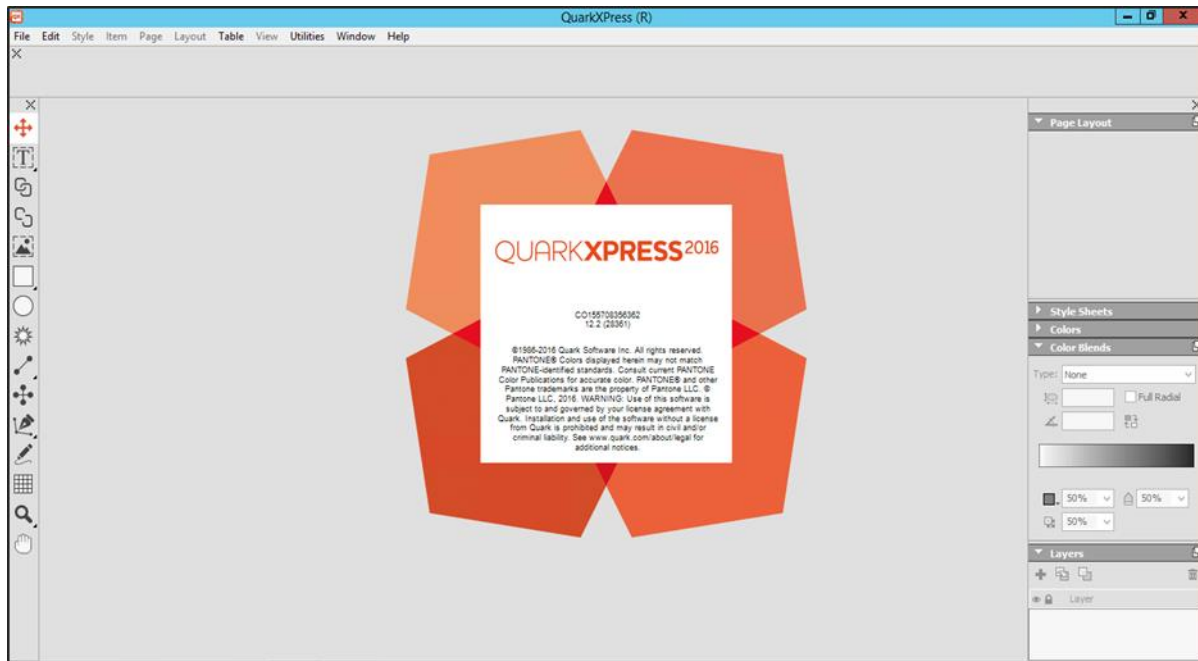 QuarkXPress (R)
File Edit Style Item Page Layout Table View Utilities Window Help
Page Layout
QUARKXPRESS 2016
CO155708356362
12.2 (28361)
©1986-2016 Quark Software Inc. All rights reserved.
PANTONE® Colors displayed herein may not match
PANTONE-identified standards. Consult current PANTONE
Color Publications for accurate color. PANTONE® and other
Pantone trademarks are the property of Pantone LLC. ©
Pantone LLC, 2016. WARNING: Use of this software is
subject to and governed by your license agreement with
Quark. Installation and use of the software without a license
from Quark is prohibited and may result in civil and/or
criminal liability. See www.quark.com/about/legal for
additional notices.
Style Sheets
Colors
Color Blends
Type: None
Full Radial
50% 50%
50%
Layers
Layer